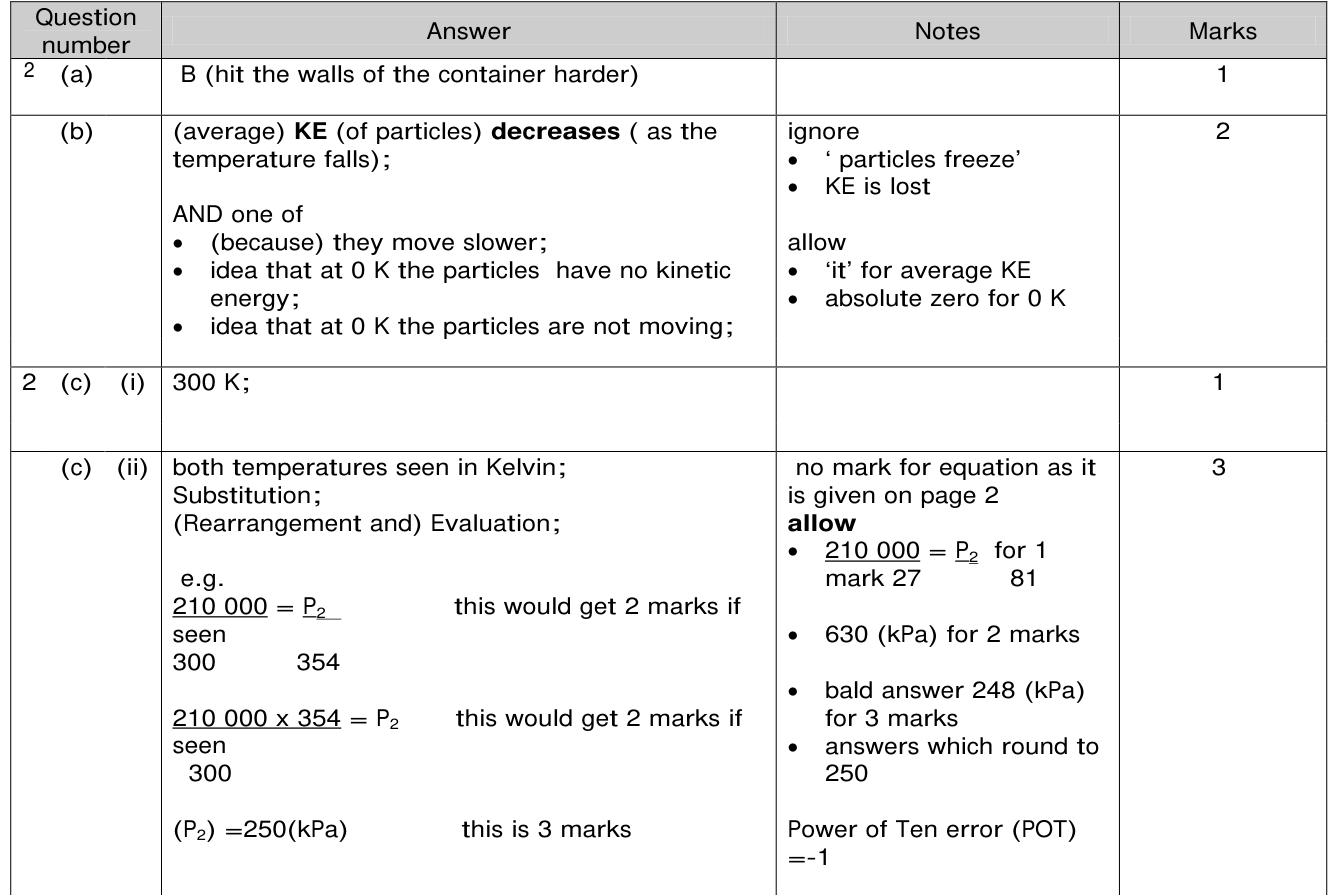 Question number
Answer
Notes
Marks
2 (a)
B (hit the walls of the container harder)
1
(b)
(average) KE (of particles) decreases ( as the
temperature falls);
AND one of
• (because) they move slower;
• idea that at 0 K the particles have no kinetic
energy;
• idea that at 0 K the particles are not moving;
ignore
• ‘ particles freeze’
• KE is lost
allow
• ‘it’ for average KE
• absolute zero for 0 K
2
2 (c) (i)
300 K;
1
(c) (ii)
both temperatures seen in Kelvin;
Substitution;
(Rearrangement and) Evaluation;
e.g.
210 000 = P₂ this would get 2 marks if
seen
300 354
210 000 x 354 = P₂ this would get 2 marks if
seen
300
(P₂) =250(kPa) this is 3 marks
no mark for equation as it
is given on page 2
allow
• 210 000 = P₂ for 1
mark 27 81
• 630 (kPa) for 2 marks
• bald answer 248 (kPa)
for 3 marks
• answers which round to
250
Power of Ten error (POT)
=-1
3